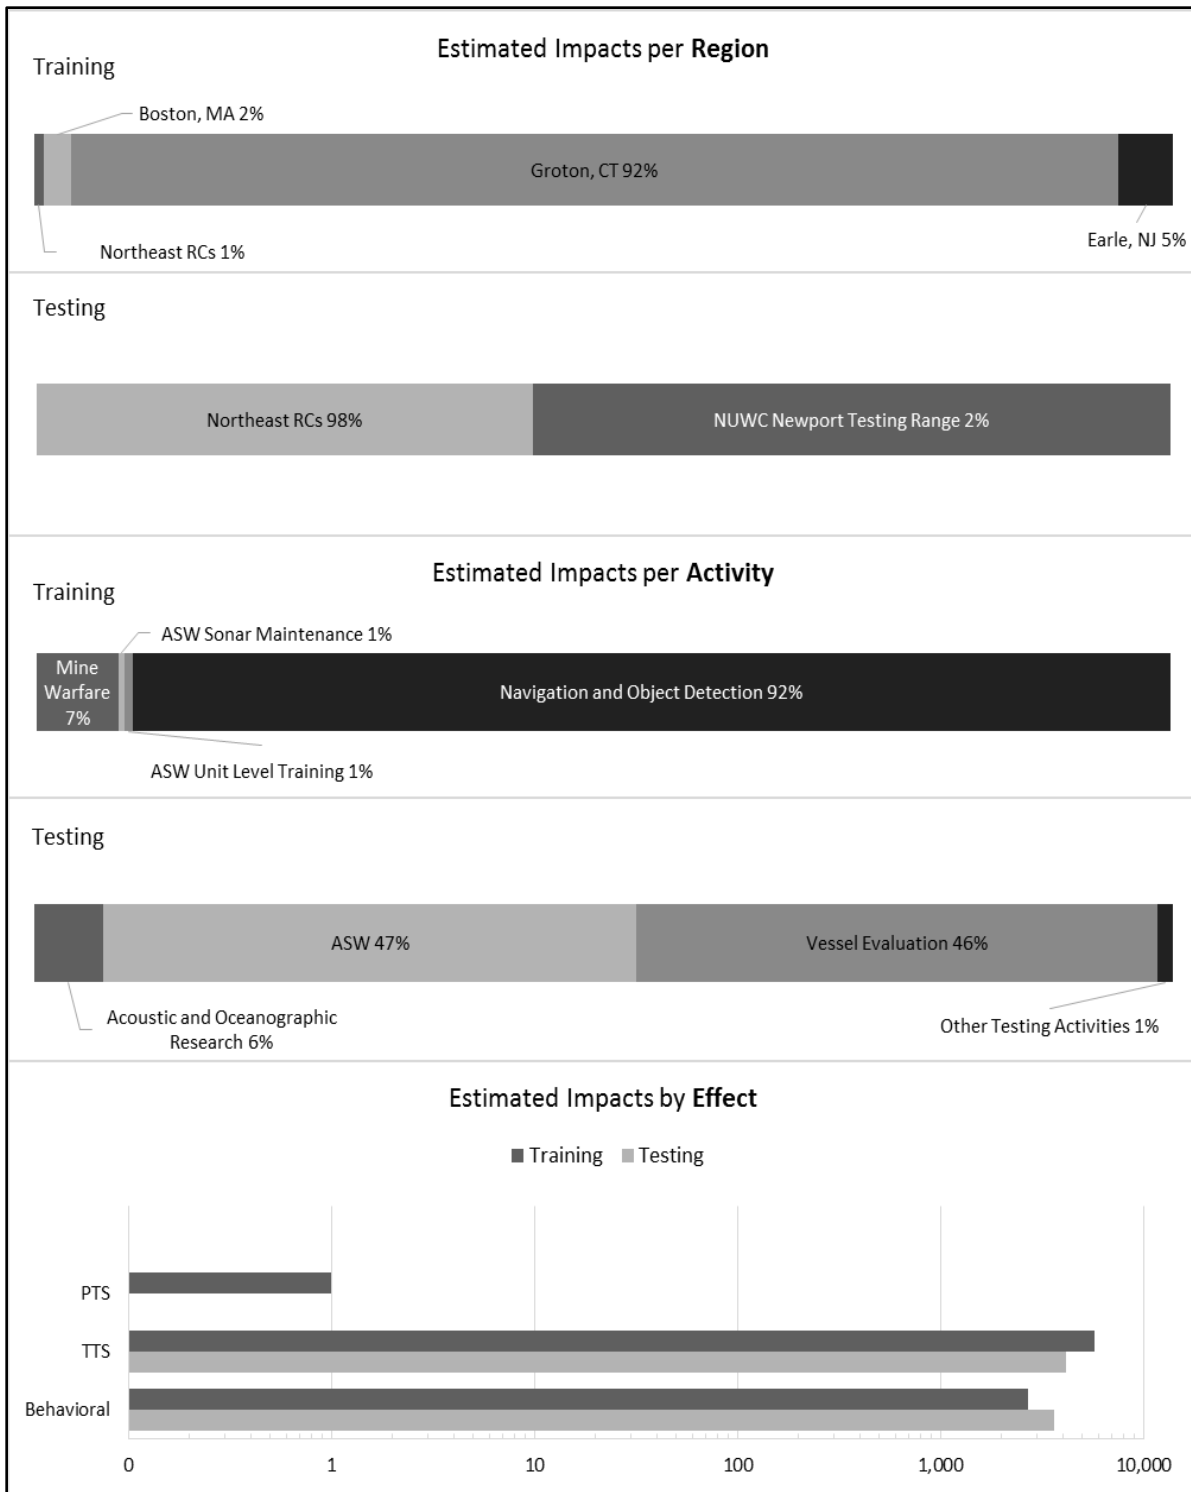 Estimated Impacts per Region
Training
Boston, MA 2%
Groton, CT 92%
Northeast RCs 1%
Earle, NJ 5%
Testing
Northeast RCs 98%
NUWC Newport Testing Range 2%
Estimated Impacts per Activity
Training
ASW Sonar Maintenance 1%
Mine
Warfare
7%
Navigation and Object Detection 92%
ASW Unit Level Training 1%
Testing
ASW 47%
Vessel Evaluation 46%
Acoustic and Oceanographic
Research 6%
Other Testing Activities 1%
Estimated Impacts by Effect
Training
Testing
PTS
TTS
Behavioral
0
1
10
100
1,000
10,000